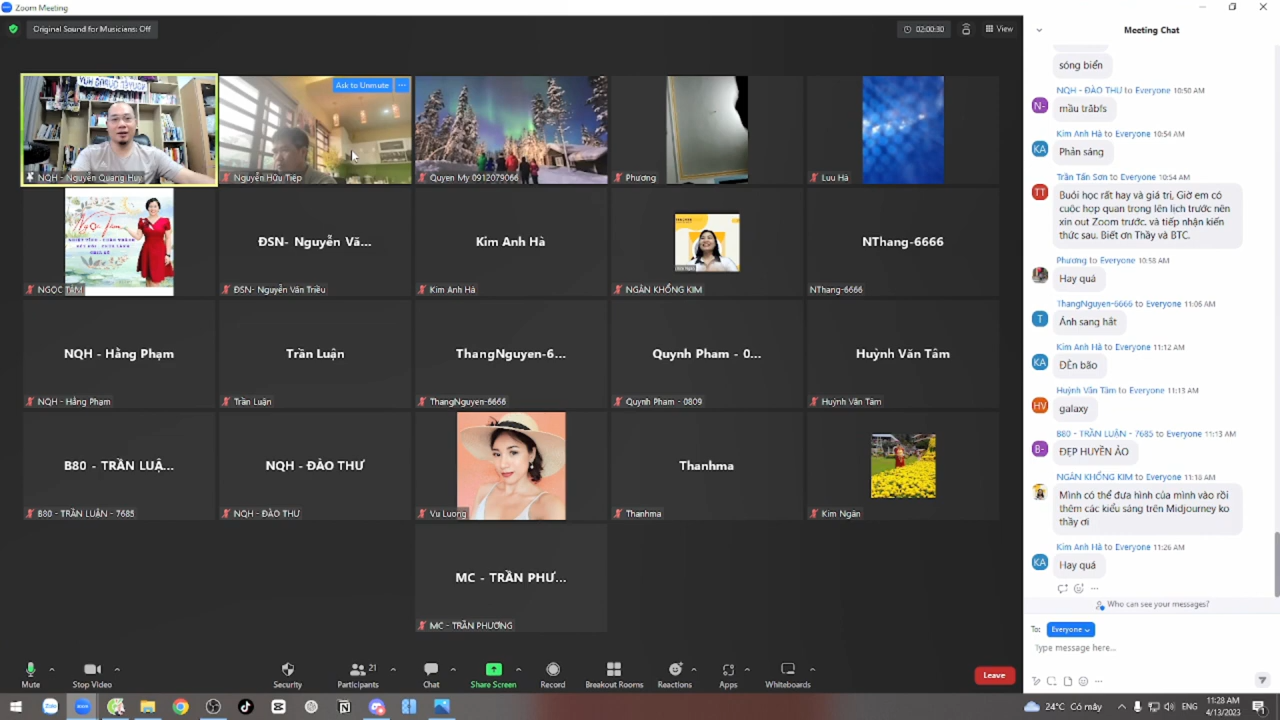 Zoom Meeting
Original Sound for Musicians: Off
02:00:30
View
Ask to Unmute
NQH - Nguyễn Quang Huy
Nguyễn Hữu Tiệp
Quyen My 0912079066
Phương
Luu Hà
NGỌC TÂM
ĐSN- Nguyễn Vă...
ĐSN- Nguyễn Văn Triều
Kim Anh Hà
Kim Anh Hà
NGÂN KHỔNG KIM
NThang-6666
NThang-6666
NQH - Hằng Phạm
NQH - Hằng Phạm
Trần Luận
Trần Luận
ThangNguyen-6...
ThangNguyen-6666
Quynh Pham - 0...
Quynh Pham - 0809
Huỳnh Văn Tâm
Huỳnh Văn Tâm
B80 - TRẦN LUẬ...
B80 - TRẦN LUẬN - 7685
NQH - ĐÀO THƯ
NQH - ĐÀO THƯ
Vu Luong
Thanhma
Thanhma
Kim Ngân
MC - TRẦN PHƯ...
MC - TRẦN PHƯƠNG
Mute
Stop Video
Security
21
Participants
Chat
Share Screen
Record
Breakout Rooms
Reactions
Apps
Whiteboards
Leave
Meeting Chat
sóng biển
NQH - ĐÀO THƯ to Everyone 10:50 AM
N-
mầu trăbfs
Kim Anh Hà to Everyone 10:54 AM
KA
Phản sáng
Trần Tấn Sơn to Everyone 10:54 AM
TT
Buổi học rất hay và giá trị, Giờ em có
cuộc họp quan trọng lên lịch trước nên
xin out Zoom trước. và tiếp nhận kiến
thức sau. Biết ơn Thầy và BTC.
Phương to Everyone 10:58 AM
Hay quá
ThangNguyen-6666 to Everyone 11:06 AM
T
Ánh sang hắt
Kim Anh Hà to Everyone 11:12 AM
KA
ĐÈn bão
Huỳnh Văn Tâm to Everyone 11:13 AM
HV
galaxy
B80 - TRẦN LUẬN - 7685 to Everyone 11:13 AM
B-
ĐẸP HUYỀN ẢO
NGÂN KHỔNG KIM to Everyone 11:18 AM
Mình có thể đưa hình của mình vào rồi
thêm các kiểu sáng trên Midjourney ko
thầy ơi
Kim Anh Hà to Everyone 11:26 AM
KA
Hay quá
Who can see your messages?
To:
Everyone
Type message here...
24°C Có mây
ENG
11:28 AM
4/13/2023